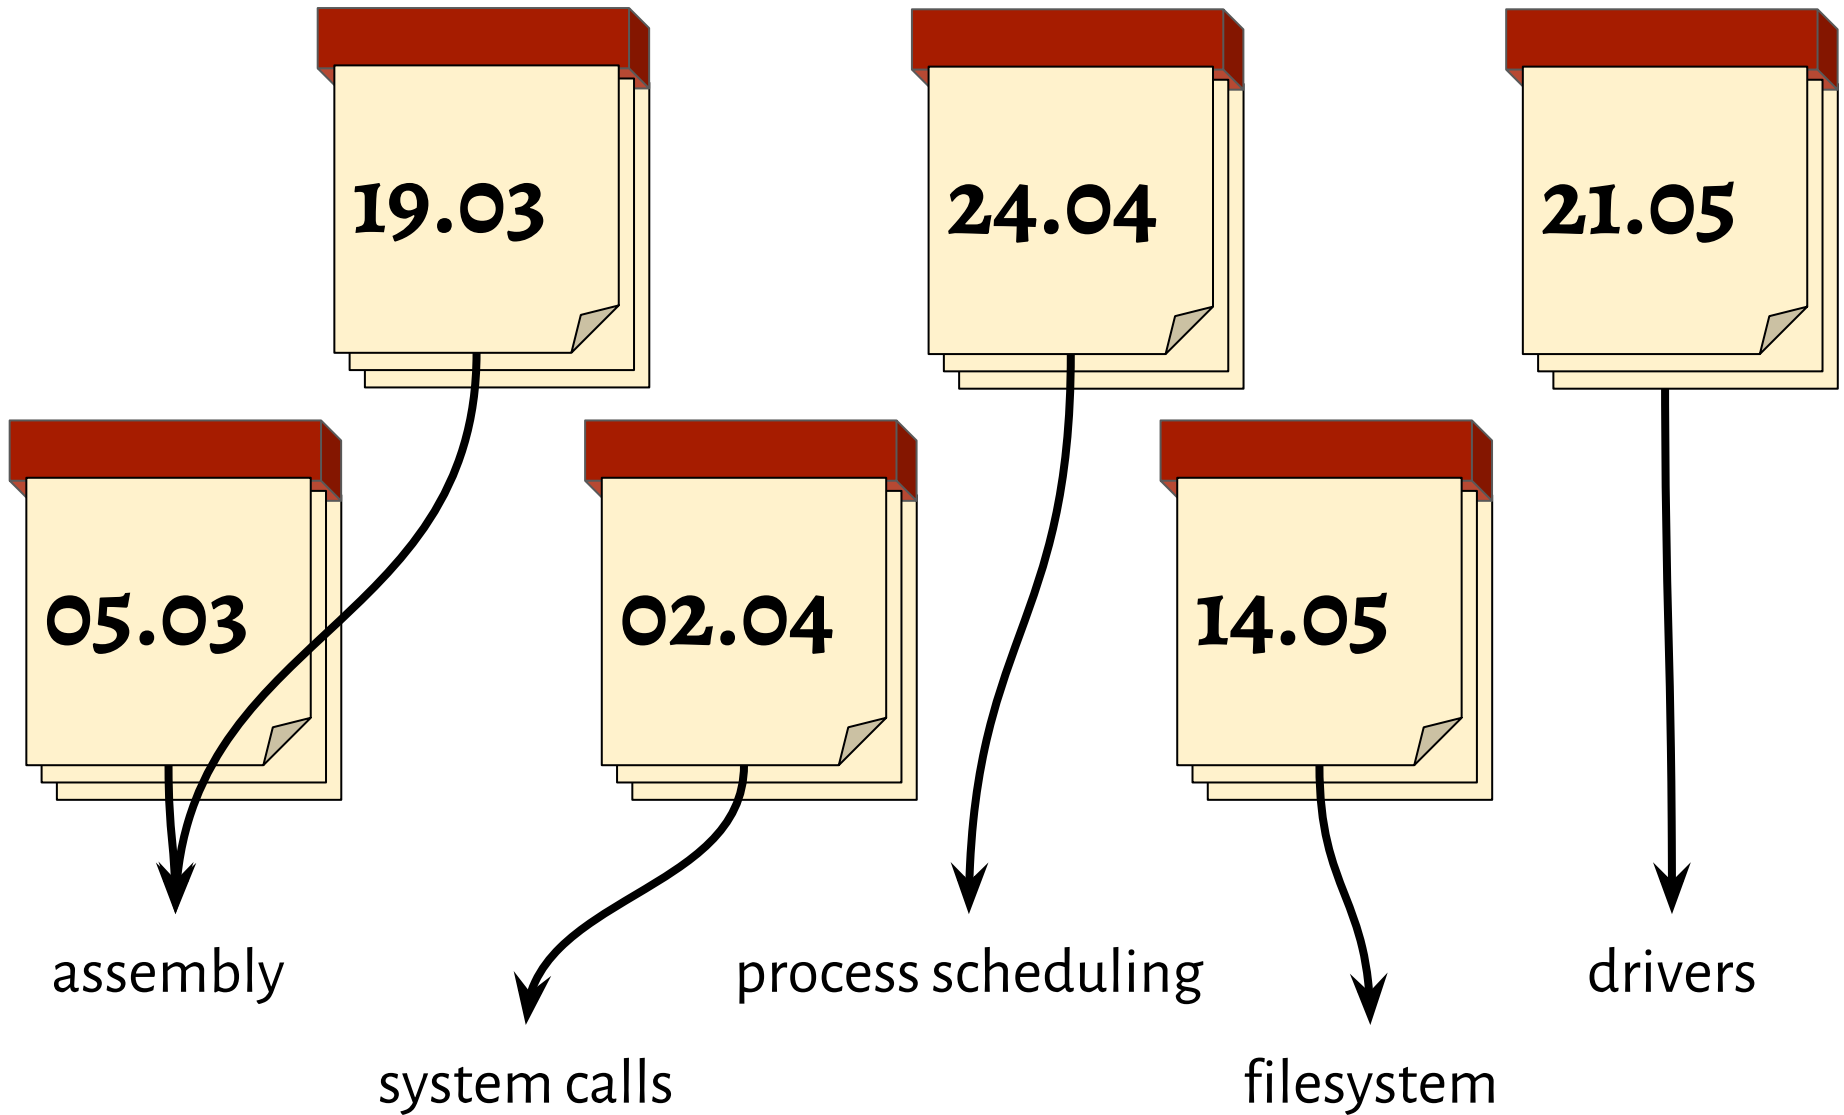 19.03
24.04
21.05
05.03
02.04
14.05
assembly
process scheduling
drivers
system calls
filesystem